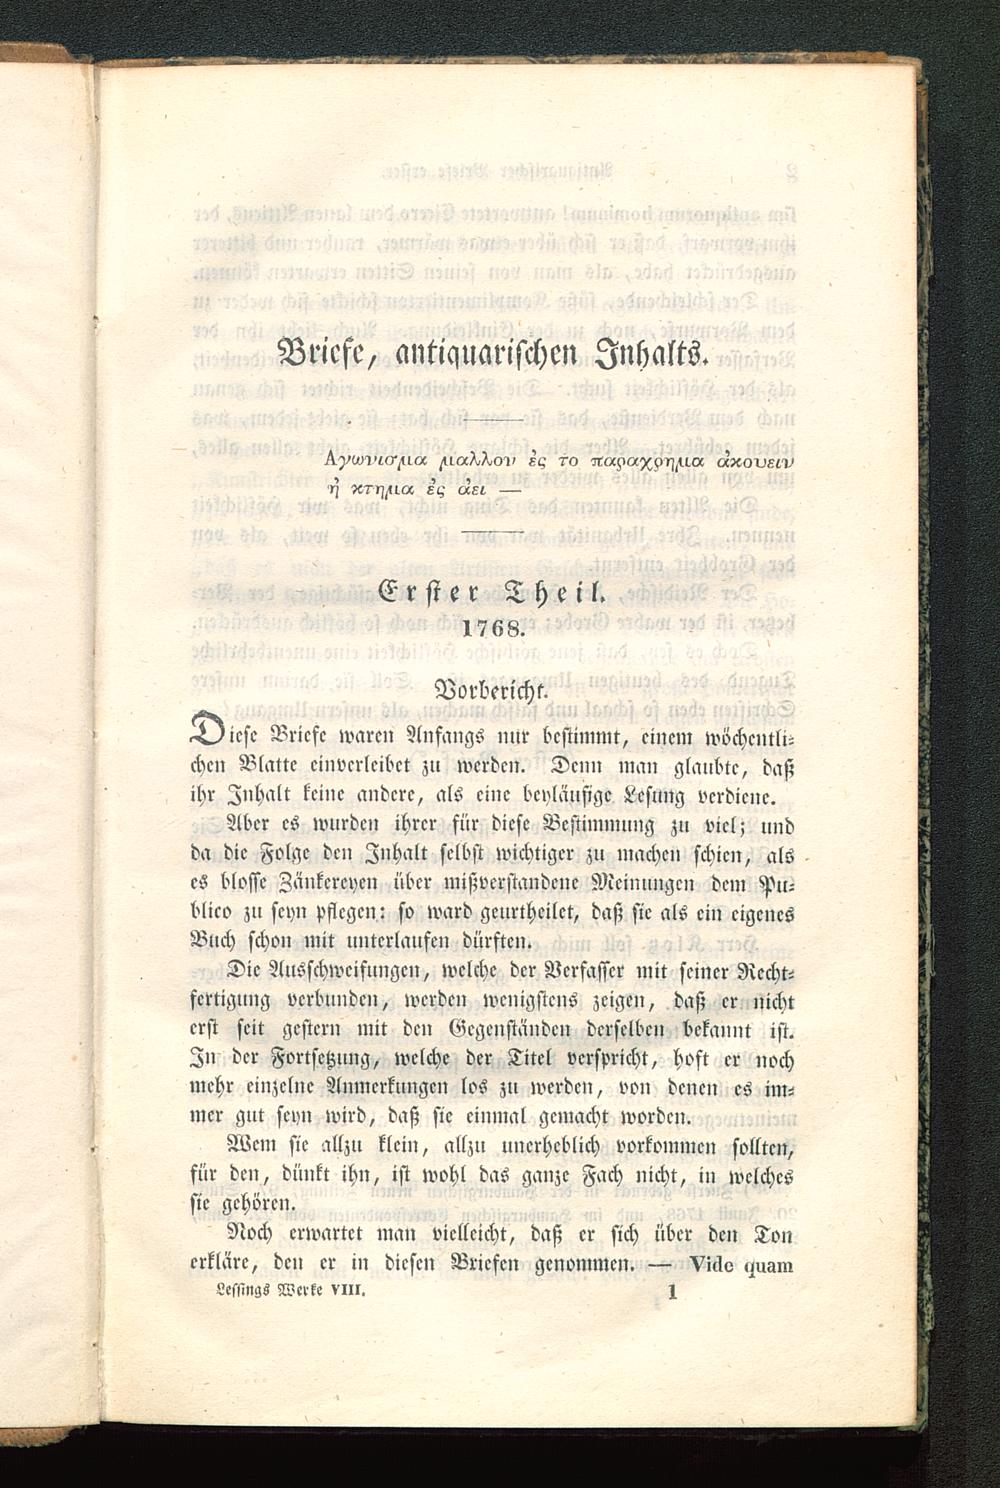 Briefe, antiquarischen Inhalts.
Αγωνισμα μαλλον ἐς το παραχρημα ἀκουειν
ἠ κτημα ἐς ἀει —
Erster Theil.
1768.
Vorbericht.
Diese Briefe waren Anfangs nur bestimmt, einem wöchentli-
chen Blatte einverleibet zu werden. Denn man glaubte, daß
ihr Inhalt keine andere, als eine beyläufige Lesung verdiene.
Aber es wurden ihrer für diese Bestimmung zu viel; und
da die Folge den Inhalt selbst wichtiger zu machen schien, als
es blosse Zänkereyen über mißverstandene Meinungen dem Pu-
blico zu seyn pflegen: so ward geurtheilet, daß sie als ein eigenes
Buch schon mit unterlaufen dürften.
Die Ausschweifungen, welche der Verfasser mit seiner Recht-
fertigung verbunden, werden wenigstens zeigen, daß er nicht
erst seit gestern mit den Gegenständen derselben bekannt ist.
In der Fortsetzung, welche der Titel verspricht, hoft er noch
mehr einzelne Anmerkungen los zu werden, von denen es im-
mer gut seyn wird, daß sie einmal gemacht worden.
Wem sie allzu klein, allzu unerheblich vorkommen sollten,
für den, dünkt ihn, ist wohl das ganze Fach nicht, in welches
sie gehören.
Noch erwartet man vielleicht, daß er sich über den Ton
erkläre, den er in diesen Briefen genommen. — Vide quam
Lessings Werke VIII. 1